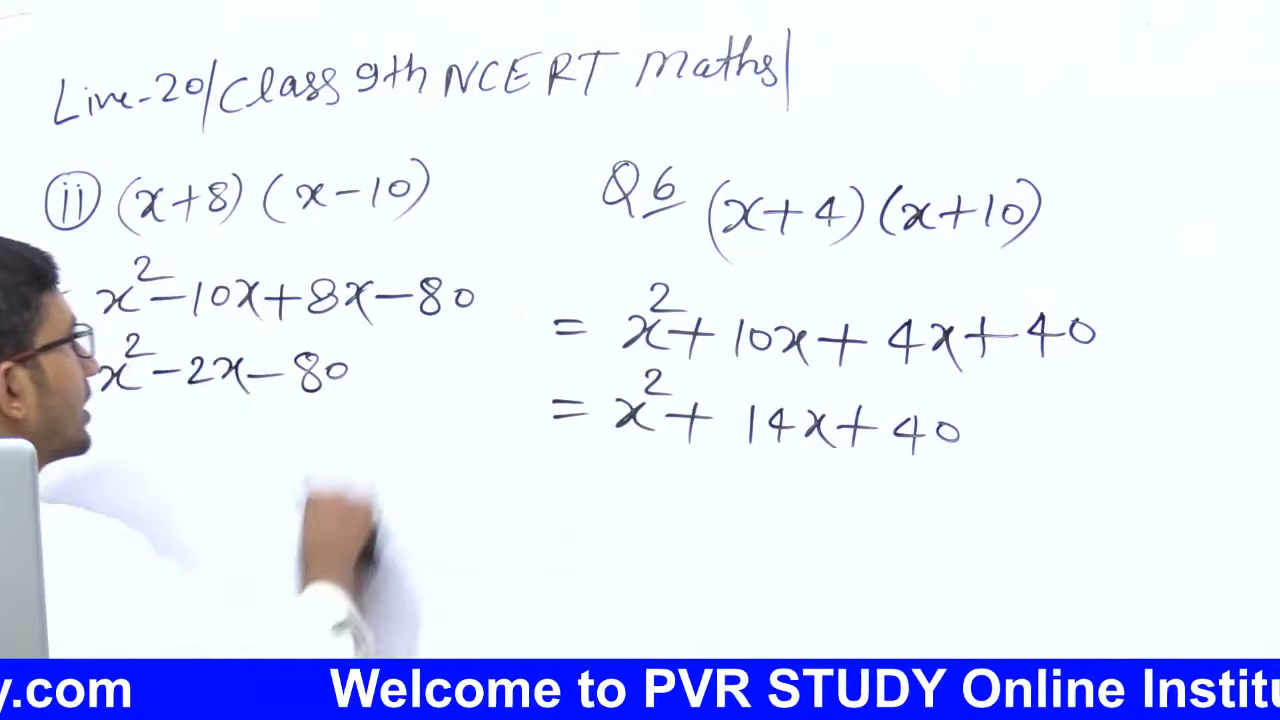 Live-20/Class 9th NCERT Maths|
ii (x+8)(x-10)
x²-10x+8x-80
x²-2x-80
Q6 (x+4)(x+10)
= x²+10x+4x+40
= x²+14x+40
y.com Welcome to PVR STUDY Online Institu